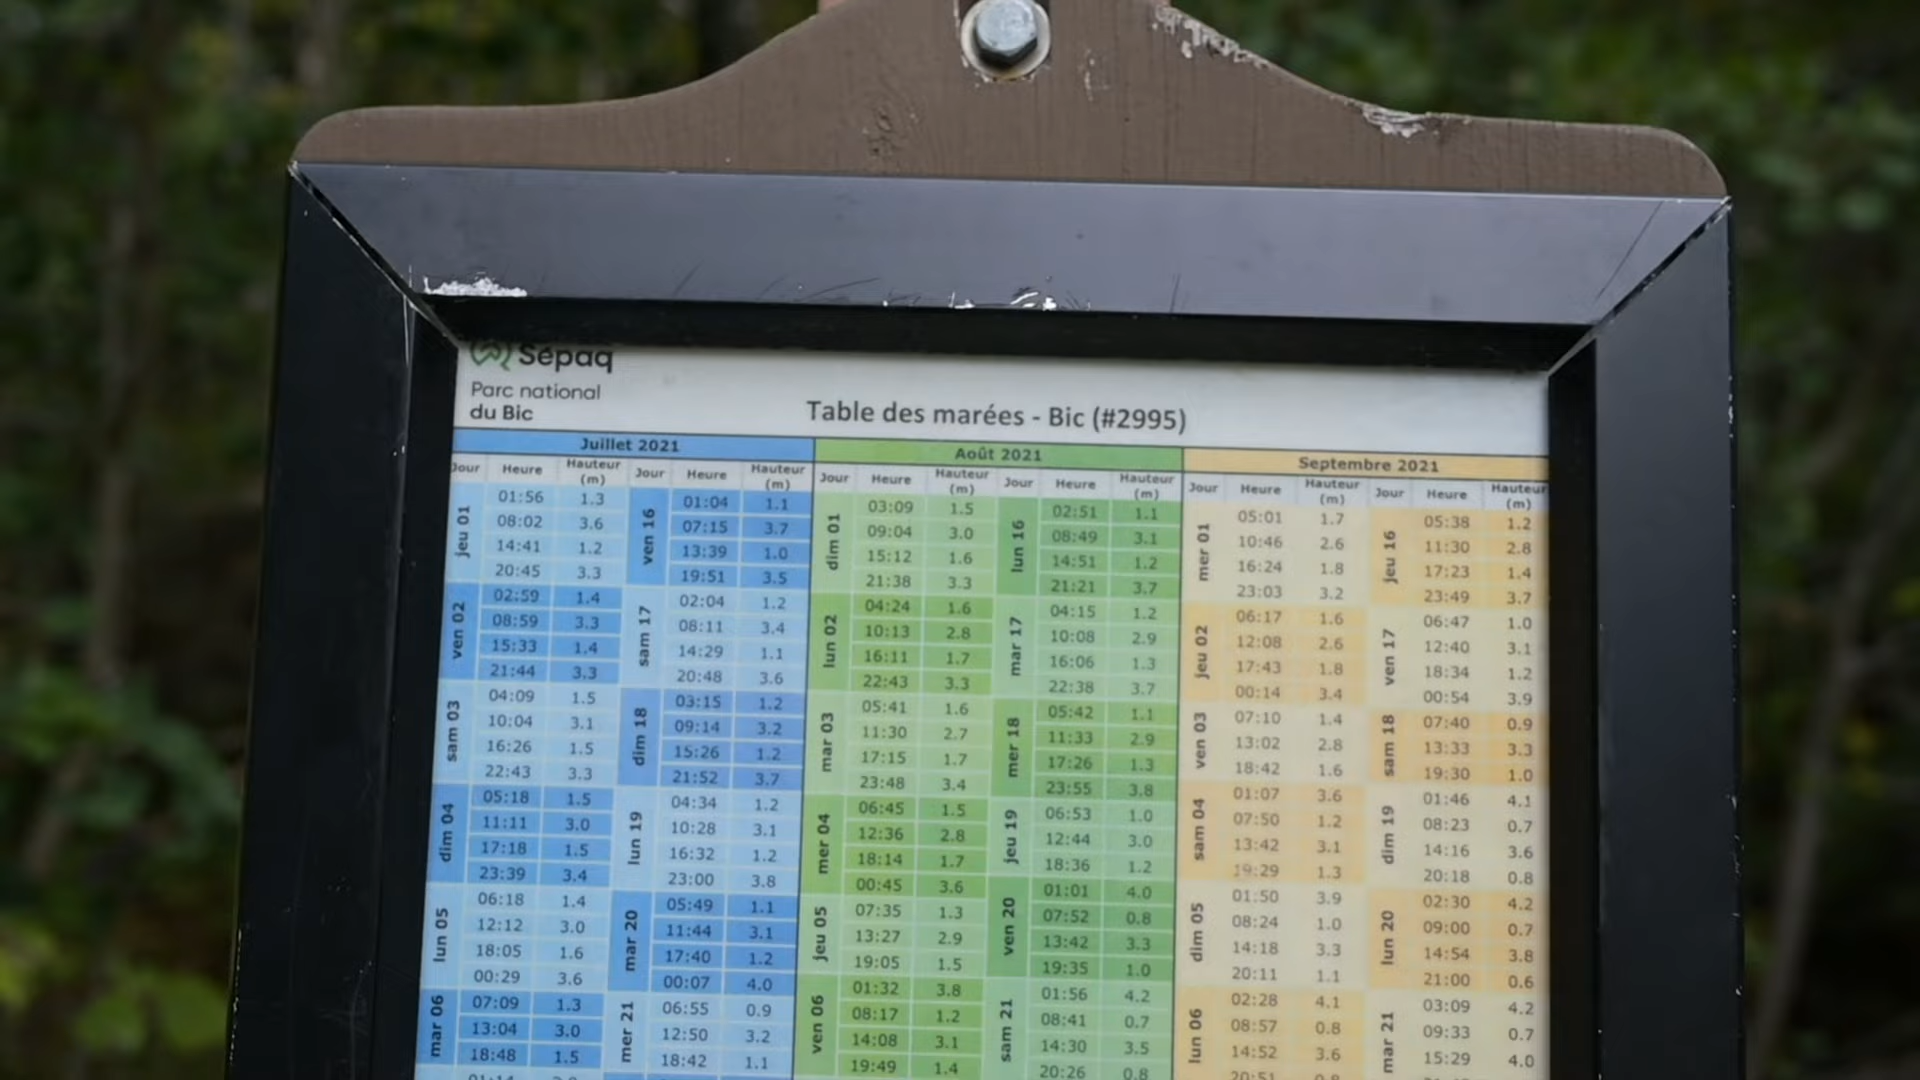 Sépaq
Parc national
du Bic
Table des marées - Bic (#2995)
Juillet 2021
Jour Heure Hauteur (m) Jour Heure Hauteur (m)
jeu 01
01:56 1.3
08:02 3.6
14:41 1.2
20:45 3.3
ven 02
02:59 1.4
08:59 3.3
15:33 1.4
21:44 3.3
sam 03
04:09 1.5
10:04 3.1
16:26 1.5
22:43 3.3
dim 04
05:18 1.5
11:11 3.0
17:18 1.5
23:39 3.4
lun 05
06:18 1.4
12:12 3.0
18:05 1.6
00:29 3.6
mar 06
07:09 1.3
13:04 3.0
18:48 1.5
ven 16
01:04 1.1
07:15 3.7
13:39 1.0
19:51 3.5
sam 17
02:04 1.2
08:11 3.4
14:29 1.1
20:48 3.6
dim 18
03:15 1.2
09:14 3.2
15:26 1.2
21:52 3.7
lun 19
04:34 1.2
10:28 3.1
16:32 1.2
23:00 3.8
mar 20
05:49 1.1
11:44 3.1
17:40 1.2
00:07 4.0
mer 21
06:55 0.9
12:50 3.2
18:42 1.1
Août 2021
Jour Heure Hauteur (m) Jour Heure Hauteur (m)
dim 01
03:09 1.5
09:04 3.0
15:12 1.6
21:38 3.3
lun 02
04:24 1.6
10:13 2.8
16:11 1.7
22:43 3.3
mar 03
05:41 1.6
11:30 2.7
17:15 1.7
23:48 3.4
mer 04
06:45 1.5
12:36 2.8
18:14 1.7
00:45 3.6
jeu 05
07:35 1.3
13:27 2.9
19:05 1.5
ven 06
01:32 3.8
08:17 1.2
14:08 3.1
19:49 1.4
lun 16
02:51 1.1
08:49 3.1
14:51 1.2
21:21 3.7
mar 17
04:15 1.2
10:08 2.9
16:06 1.3
22:38 3.7
mer 18
05:42 1.1
11:33 2.9
17:26 1.3
23:55 3.8
jeu 19
06:53 1.0
12:44 3.0
18:36 1.2
ven 20
01:01 4.0
07:52 0.8
13:42 3.3
19:35 1.0
sam 21
01:56 4.2
08:41 0.7
14:30 3.5
20:26 0.8
Septembre 2021
Jour Heure Hauteur (m) Jour Heure Hauteur (m)
mer 01
05:01 1.7
10:46 2.6
16:24 1.8
23:03 3.2
jeu 02
06:17 1.6
12:08 2.6
17:43 1.8
00:14 3.4
ven 03
07:10 1.4
13:02 2.8
18:42 1.6
sam 04
01:07 3.6
07:50 1.2
13:42 3.1
19:29 1.3
dim 05
01:50 3.9
08:24 1.0
14:18 3.3
20:11 1.1
lun 06
02:28 4.1
08:57 0.8
14:52 3.6
20:51 0.8
jeu 16
05:38 1.2
11:30 2.8
17:23 1.4
23:49 3.7
ven 17
06:47 1.0
12:40 3.1
18:34 1.2
00:54 3.9
sam 18
07:40 0.9
13:33 3.3
19:30 1.0
dim 19
01:46 4.1
08:23 0.7
14:16 3.6
20:18 0.8
lun 20
02:30 4.2
09:00 0.7
14:54 3.8
21:00 0.6
mar 21
03:09 4.2
09:33 0.7
15:29 4.0